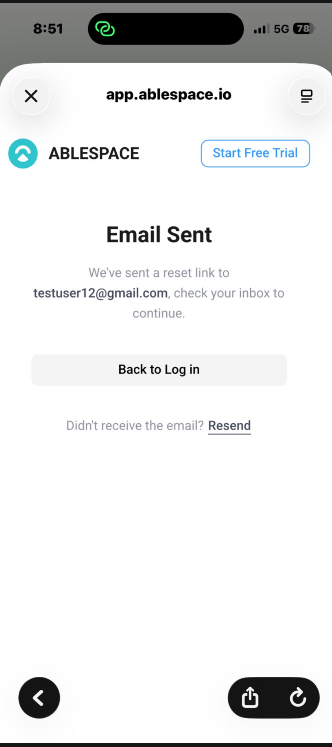 8:51
5G 78
app.ablespace.io
ABLESPACE
Start Free Trial
Email Sent
We've sent a reset link to
testuser12@gmail.com, check your inbox to
continue.
Back to Log in
Didn't receive the email? Resend